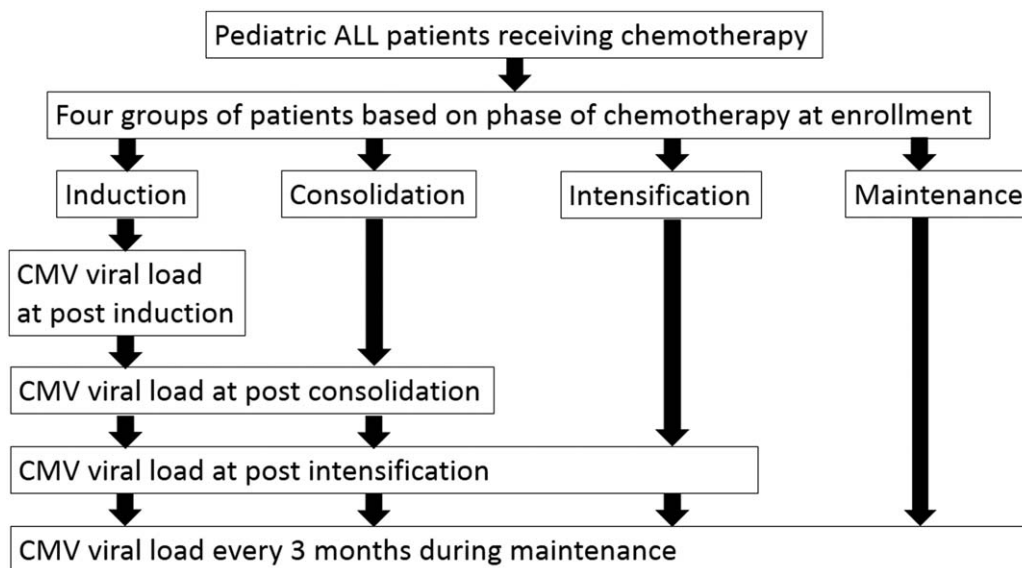 Pediatric ALL patients receiving chemotherapy
Four groups of patients based on phase of chemotherapy at enrollment
Induction
Consolidation
Intensification
Maintenance
CMV viral load
at post induction
CMV viral load at post consolidation
CMV viral load at post intensification
CMV viral load every 3 months during maintenance